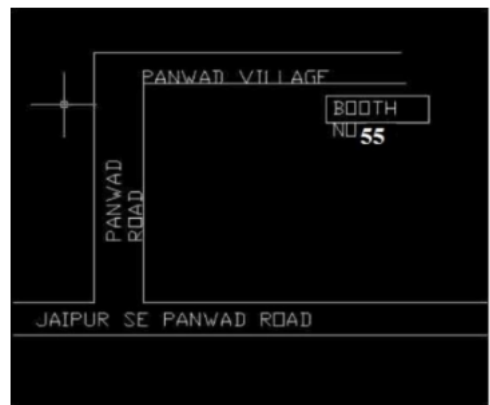 PANWAD VILLAGE
BOOTH
NO 55
PANWAD
ROAD
JAIPUR SE PANWAD ROAD